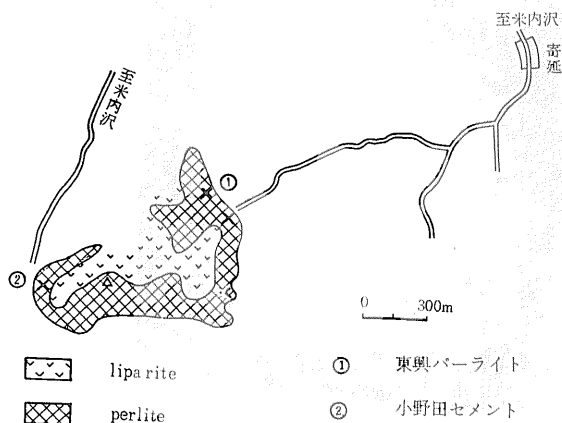 至米内沢
寄延
至米内沢
①
②
0 300m
liparite
① 東興パーライト
perlite
② 小野田セメント